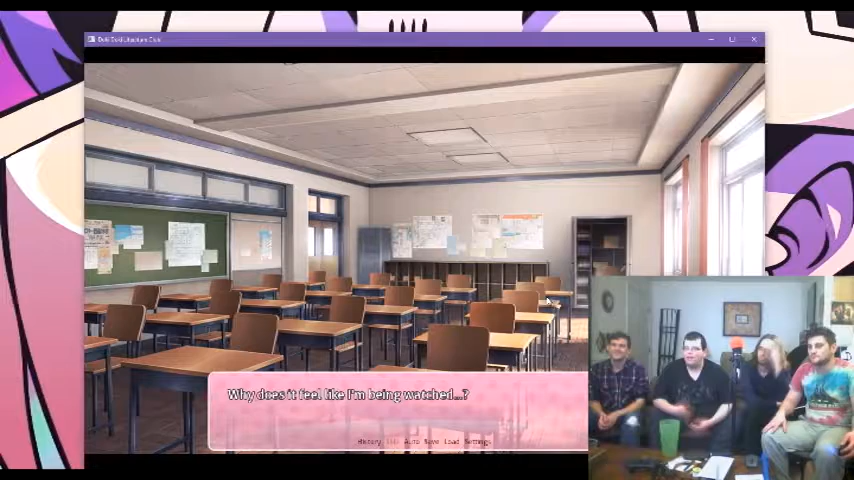 Doki Doki Literature Club
Why does it feel like I'm being watched...?
History Skip Auto Save Load Settings